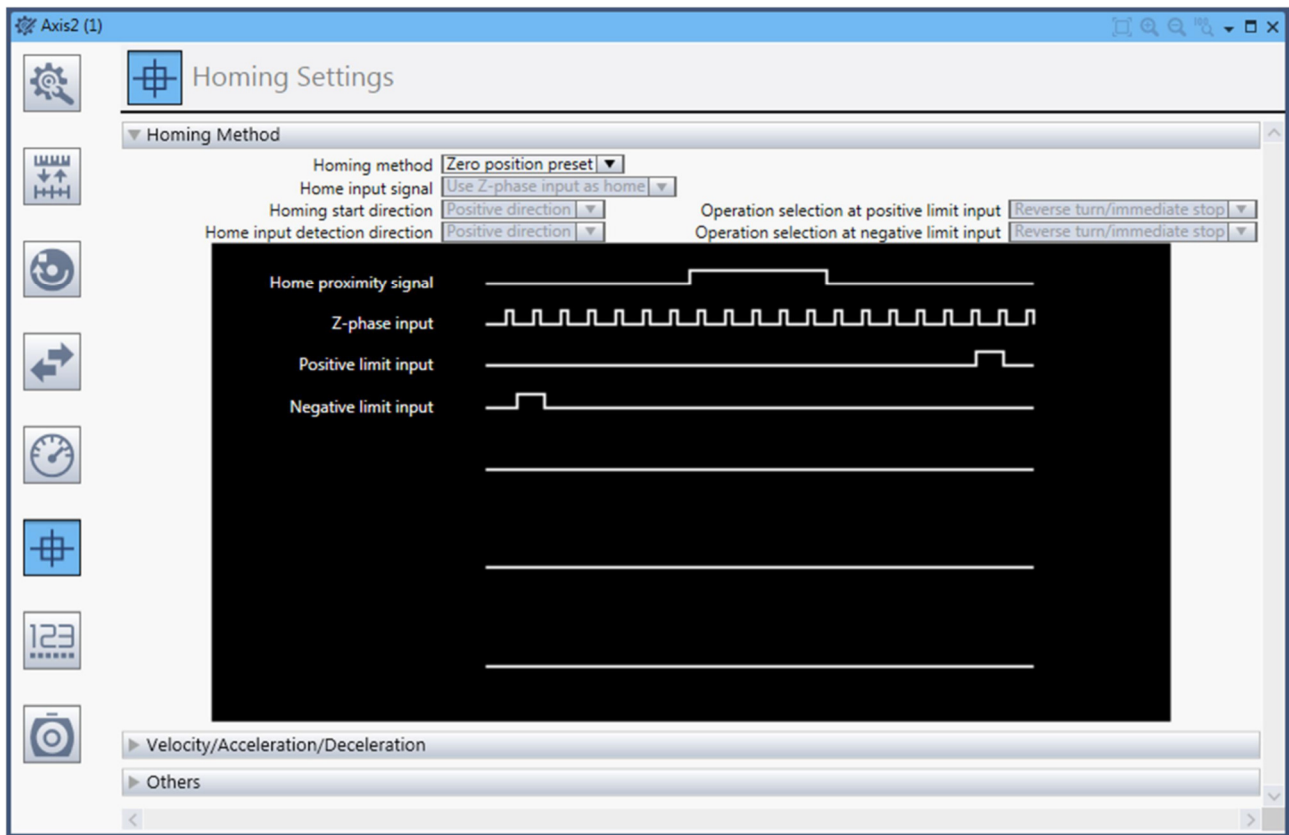 Axis2 (1)
Homing Settings
Homing Method
Homing method Zero position preset
Home input signal Use Z-phase input as home
Homing start direction Positive direction Operation selection at positive limit input Reverse turn/immediate stop
Home input detection direction Positive direction Operation selection at negative limit input Reverse turn/immediate stop
Home proximity signal
Z-phase input
Positive limit input
Negative limit input
123
Velocity/Acceleration/Deceleration
Others